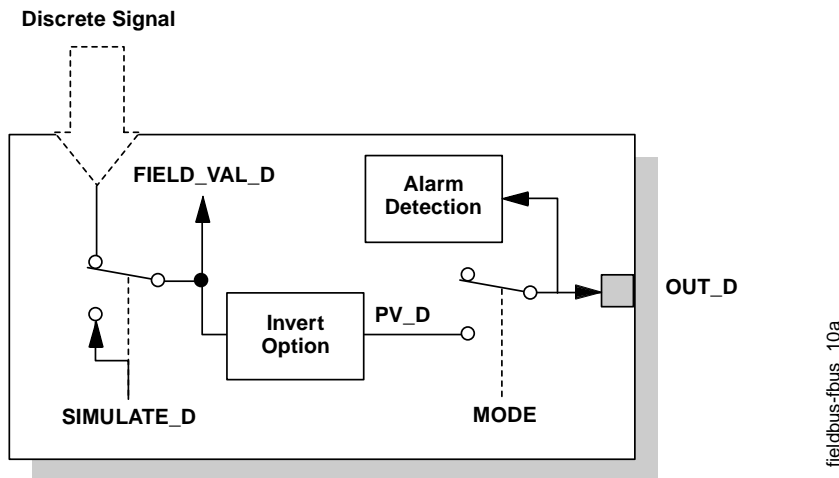 Discrete Signal
FIELD_VAL_D
Alarm
Detection
OUT_D
Invert
Option
PV_D
SIMULATE_D
MODE
fieldbus-fbus_10a